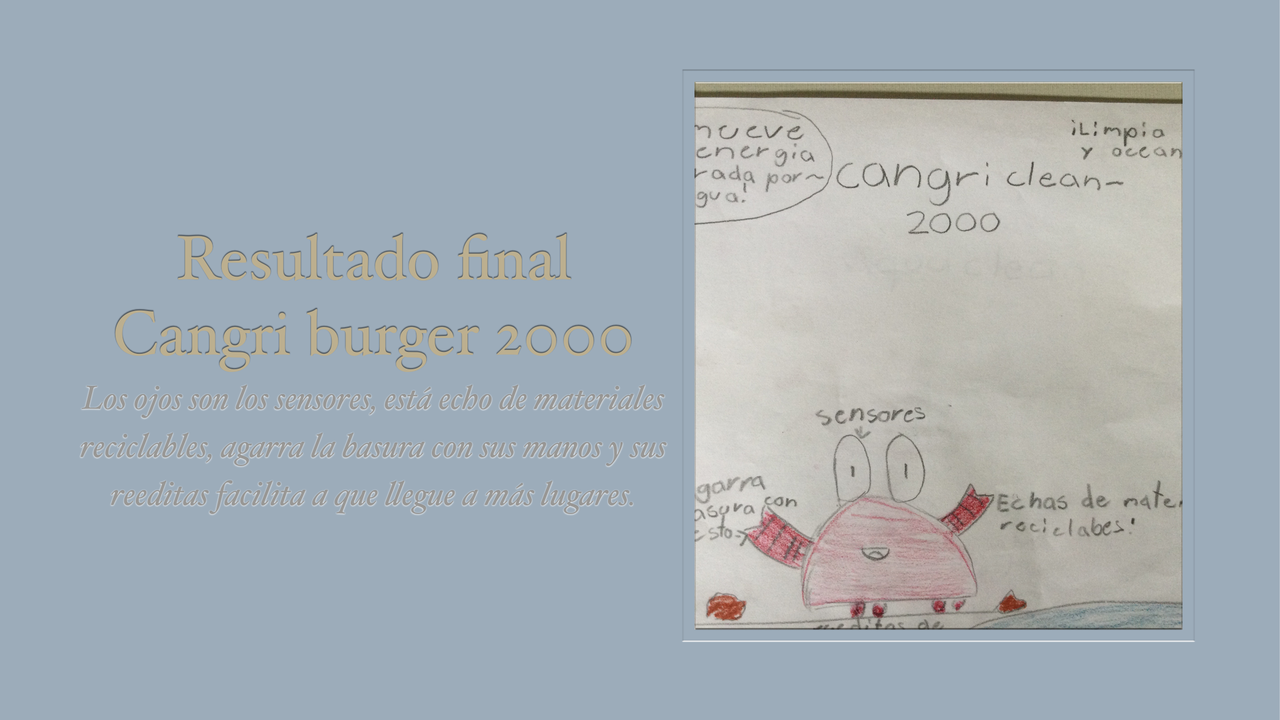 Resultado final
Cangri burger 2000
Los ojos son los sensores, está echo de materiales
reciclables, agarra la basura con sus manos y sus
reeditas facilita a que llegue a más lugares.
nueve
energia
rada por~
gua!
¡Limpia
y ocean
cangri clean~
2000
sensores
garra
asura con
esto
Echas de mate
reciclabes!
reeditas de